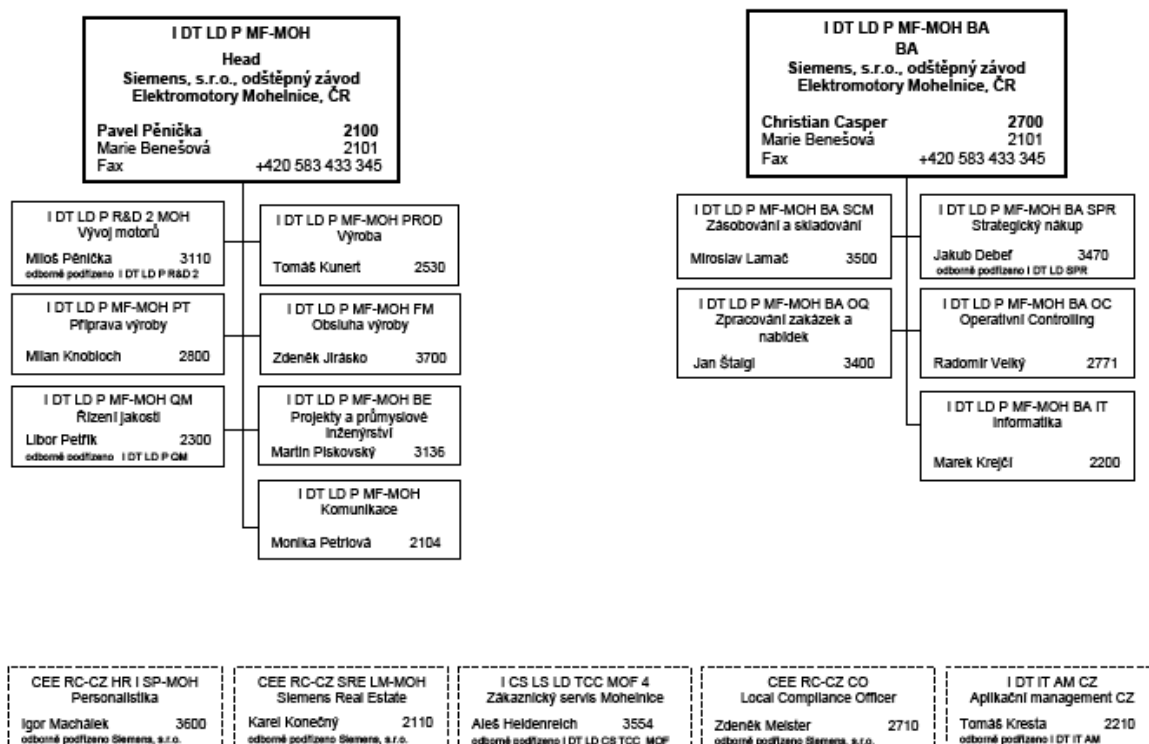 I DT LD P MF-MOH
Head
Siemens, s.r.o., odštěpný závod
Elektromotory Mohelnice, ČR
Pavel Pěnička 2100
Marie Benešová 2101
Fax +420 583 433 345
I DT LD P MF-MOH BA
BA
Siemens, s.r.o., odštěpný závod
Elektromotory Mohelnice, ČR
Christian Casper 2700
Marie Benešová 2101
Fax +420 583 433 345
I DT LD P R&D 2 MOH
Vývoj motorů
Miloš Pěnička 3110
odborně podřízeno I DT LD P R&D 2
I DT LD P MF-MOH PROD
Výroba
Tomáš Kunert 2530
I DT LD P MF-MOH PT
Příprava výroby
Milan Knobloch 2800
I DT LD P MF-MOH FM
Obsluha výroby
Zdeněk Jirásko 3700
I DT LD P MF-MOH QM
Řízení jakosti
Libor Petřík 2300
odborně podřízeno I DT LD P QM
I DT LD P MF-MOH BE
Projekty a průmyslové
inženýrství
Martin Pískovský 3136
I DT LD P MF-MOH
Komunikace
Monika Petrlová 2104
I DT LD P MF-MOH BA SCM
Zásobování a skladování
Miroslav Lamač 3500
I DT LD P MF-MOH BA SPR
Strategický nákup
Jakub Debef 3470
odborně podřízeno I DT LD SPR
I DT LD P MF-MOH BA OQ
Zpracování zakázek a
nabídek
Jan Štaigl 3400
I DT LD P MF-MOH BA OC
Operativní Controlling
Radomír Velký 2771
I DT LD P MF-MOH BA IT
Informatika
Marek Krejčí 2200
CEE RC-CZ HR I SP-MOH
Personalistika
Igor Machálek 3600
odborně podřízeno Siemens, s.r.o.
CEE RC-CZ SRE LM-MOH
Siemens Real Estate
Karel Konečný 2110
odborně podřízeno Siemens, s.r.o.
I CS LS LD TCC MOF 4
Zákaznický servis Mohelnice
Aleš Heidenreich 3554
odborně podřízeno I DT LD CS TCC MOF
CEE RC-CZ CO
Local Compliance Officer
Zdeněk Meister 2710
odborně podřízeno Siemens, s.r.o.
I DT IT AM CZ
Aplikační management CZ
Tomáš Kresta 2210
odborně podřízeno I DT IT AM